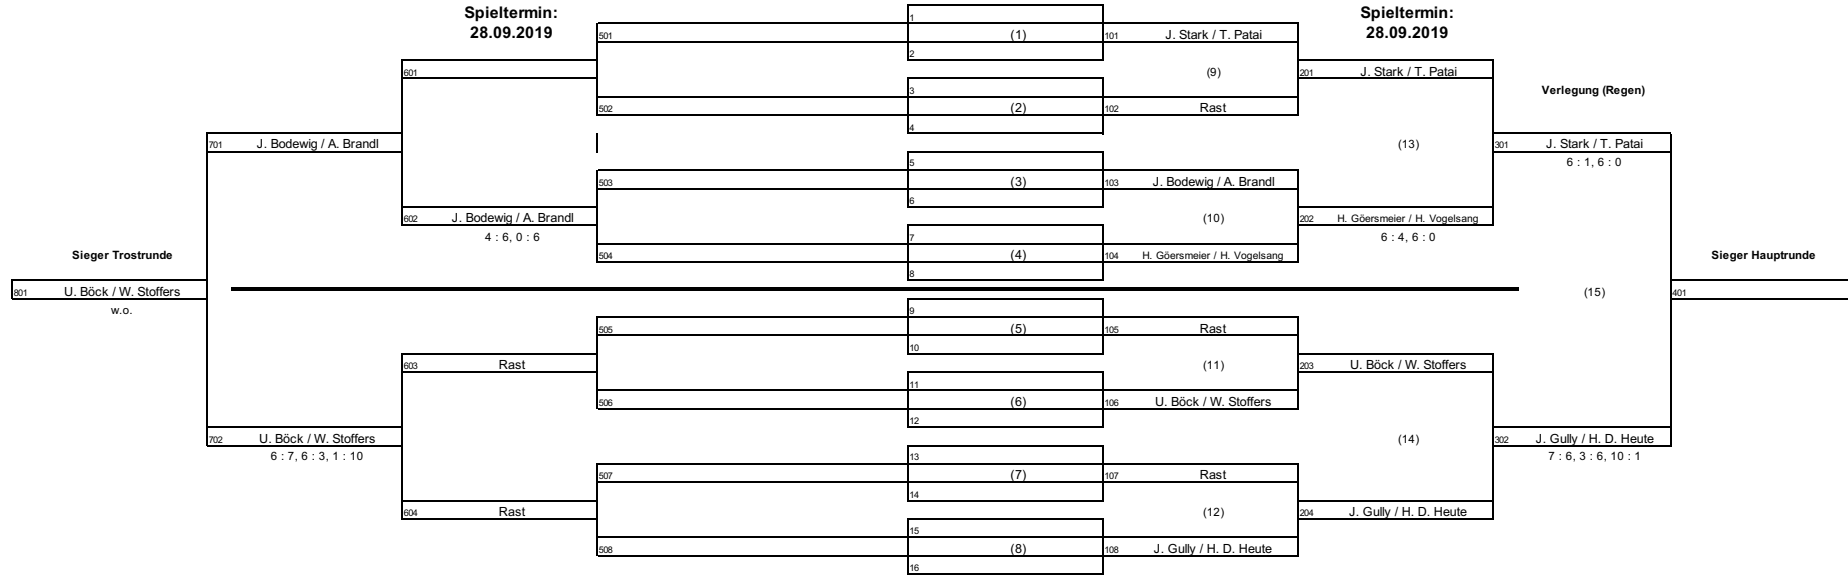 Spieltermin: Spieltermin:
28.09.2019 28.09.2019
1
501 (1) 101 J. Stark / T. Patai
2
601 (9) 201 J. Stark / T. Patai
3 Verlegung (Regen)
502 (2) 102 Rast
4
701 J. Bodewig / A. Brandl (13) 301 J. Stark / T. Patai
5 6 : 1, 6 : 0
503 (3) 103 J. Bodewig / A. Brandl
6
602 J. Bodewig / A. Brandl (10) 202 H. Göersmeier / H. Vogelsang
4 : 6, 0 : 6 7 6 : 4, 6 : 0
Sieger Trostrunde 504 (4) 104 H. Göersmeier / H. Vogelsang Sieger Hauptrunde
8
801 U. Böck / W. Stoffers (15) 401
w.o. 9
505 (5) 105 Rast
10
603 Rast (11) 203 U. Böck / W. Stoffers
11
506 (6) 106 U. Böck / W. Stoffers
12
702 U. Böck / W. Stoffers (14) 302 J. Gully / H. D. Heute
6 : 7, 6 : 3, 1 : 10 13 7 : 6, 3 : 6, 10 : 1
507 (7) 107 Rast
14
604 Rast (12) 204 J. Gully / H. D. Heute
15
508 (8) 108 J. Gully / H. D. Heute
16